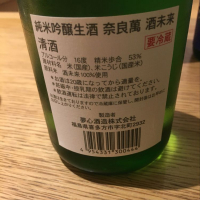 純米吟醸生酒 奈良萬 酒未来
清酒
要冷蔵
アルコール分 16度 精米歩合 53%
原材料名 米(国産)、米こうじ(国産米)
酒未来100%使用
製造者
夢心酒造株式会社
福島県喜多方市字北町2932